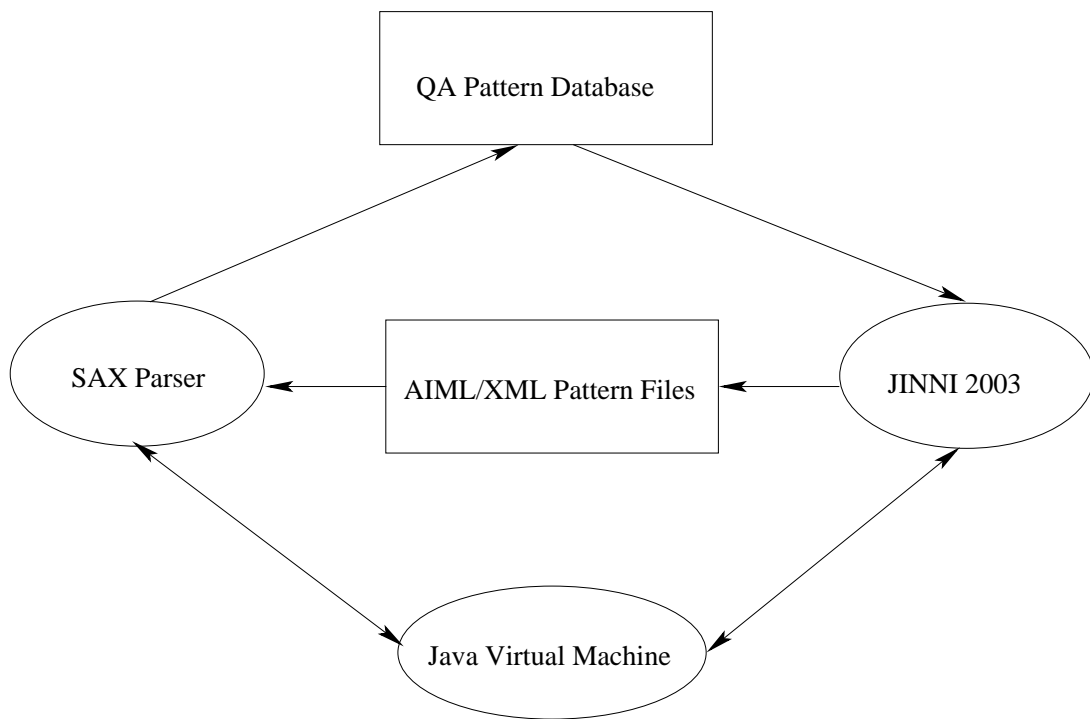 QA Pattern Database
SAX Parser
AIML/XML Pattern Files
JINNI 2003
Java Virtual Machine